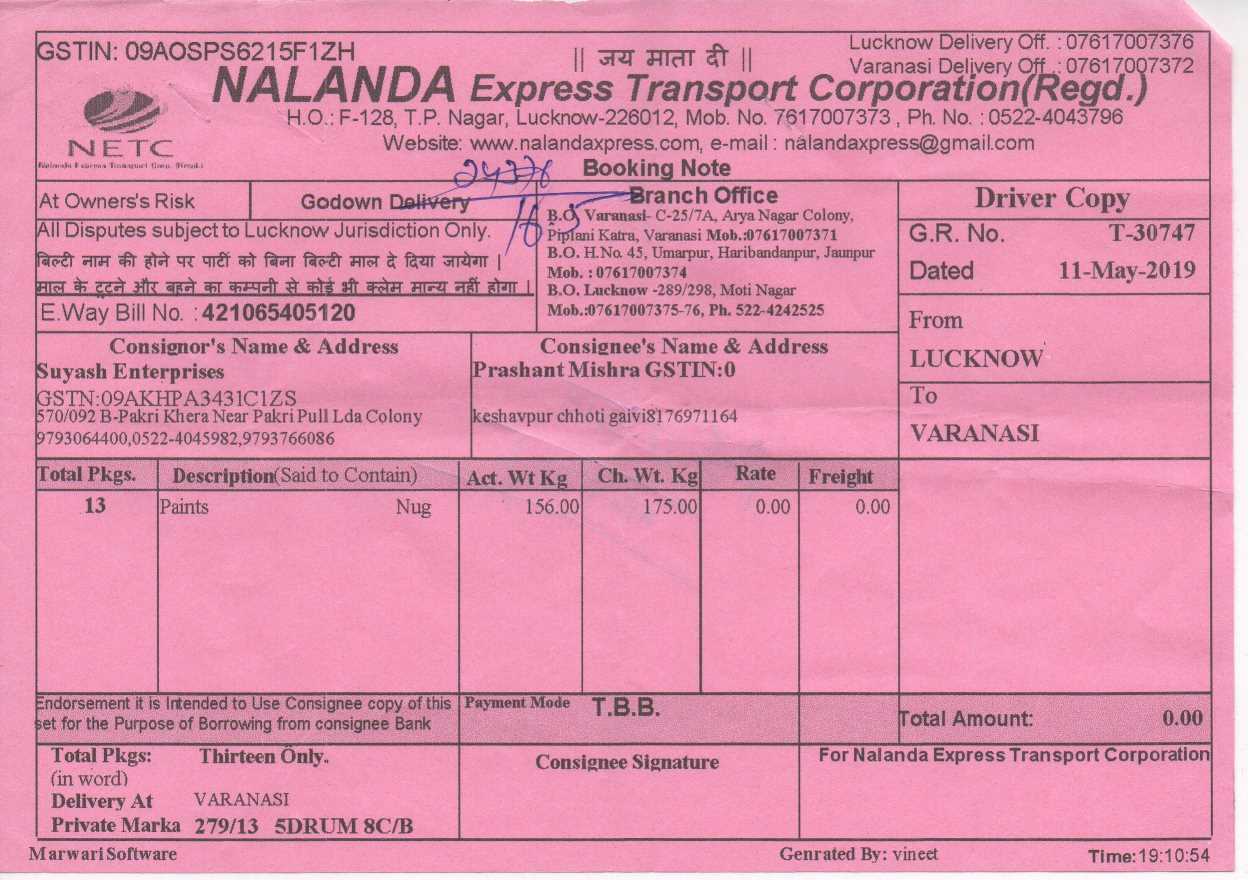 GSTIN: 09AOSPS6215F1ZH
|| जय माता दी ||
Lucknow Delivery Off. : 07617007376
Varanasi Delivery Off .: 07617007372
NALANDA Express Transport Corporation(Regd.)
NETC
Nalanda Express Transport Corp. (Regd.)
H.O.: F-128, T.P. Nagar, Lucknow-226012, Mob. No. 7617007373 , Ph. No. : 0522-4043796
Website: www.nalandaxpress.com, e-mail : nalandaxpress@gmail.com
Booking Note
At Owners's Risk
Godown Delivery
All Disputes subject to Lucknow Jurisdiction Only.
बिल्टी नाम की होने पर पार्टी को बिना बिल्टी माल दे दिया जायेगा |
माल के टूटने और बहने का कम्पनी से कोई भी क्लेम मान्य नहीं होगा |
E.Way Bill No. : 421065405120
Branch Office
B.O. Varanasi- C-25/7A, Arya Nagar Colony,
Piplani Katra, Varanasi Mob.:07617007371
B.O. H.No. 45, Umarpur, Haribandanpur, Jaunpur
Mob. : 07617007374
B.O. Lucknow -289/298, Moti Nagar
Mob.:07617007375-76, Ph. 522-4242525
Driver Copy
G.R. No. T-30747
Dated 11-May-2019
From
LUCKNOW
To
VARANASI
Consignor's Name & Address
Suyash Enterprises
GSTN:09AKHPA3431C1ZS
570/092 B-Pakri Khera Near Pakri Pull Lda Colony
9793064400,0522-4045982,9793766086
Consignee's Name & Address
Prashant Mishra GSTIN:0
keshavpur chhoti gaivi8176971164
Total Pkgs. Description(Said to Contain) Act. Wt Kg Ch. Wt. Kg Rate Freight
13 Paints Nug 156.00 175.00 0.00 0.00
Endorsement it is Intended to Use Consignee copy of this
set for the Purpose of Borrowing from consignee Bank
Payment Mode T.B.B.
Total Amount: 0.00
Total Pkgs: Thirteen Only.
(in word)
Delivery At VARANASI
Private Marka 279/13 5DRUM 8C/B
Consignee Signature
For Nalanda Express Transport Corporation
Marwari Software
Genrated By: vineet
Time:19:10:54